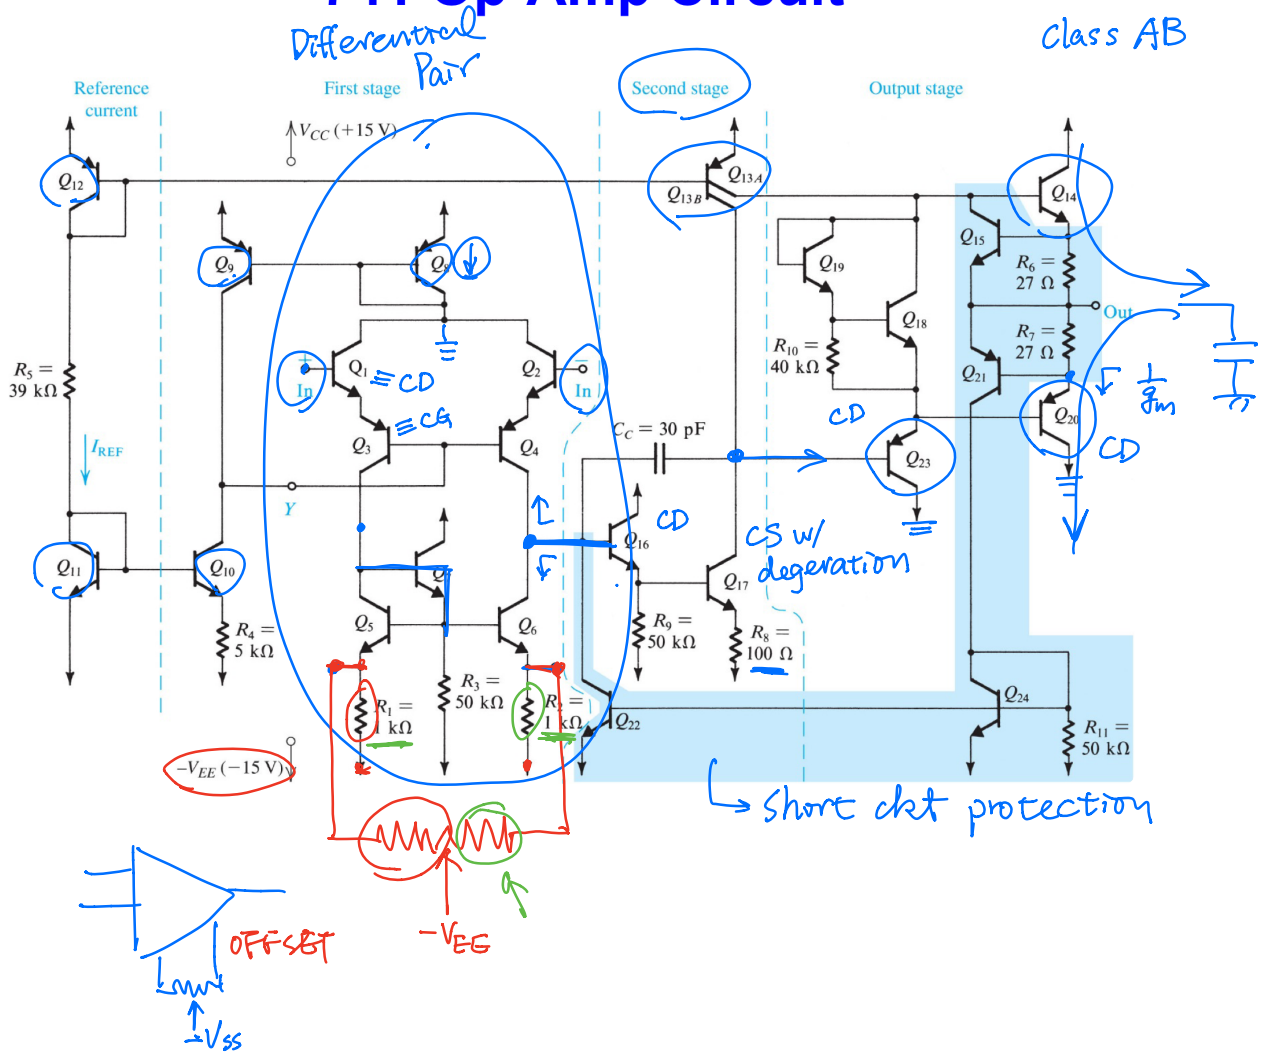 741 Op-Amp Circuit
Differential
Pair
Class AB
Reference
current
First stage
Second stage
Output stage
VCC (+15 V)
Q12
Q13A
Q13B
Q14
Q15
Q9
Q8
Q19
R6 =
27 Ω
Out
Q18
R7 =
27 Ω
R5 =
39 kΩ
+
In
Q1
≡ CD
Q2
−
In
R10 =
40 kΩ
Q21
1/gm
≡ CG
Q3
Q4
CC = 30 pF
CD
Q20
CD
IREF
Q23
Y
CD
Q16
CS w/
degeration
Q11
Q10
Q17
R4 =
5 kΩ
Q5
Q6
R9 =
50 kΩ
R8 =
100 Ω
R1 =
1 kΩ
R3 =
50 kΩ
1 kΩ
Q22
Q24
R11 =
50 kΩ
−VEE (−15 V)
Short ckt protection
OFFSET
−VEE
−VSS